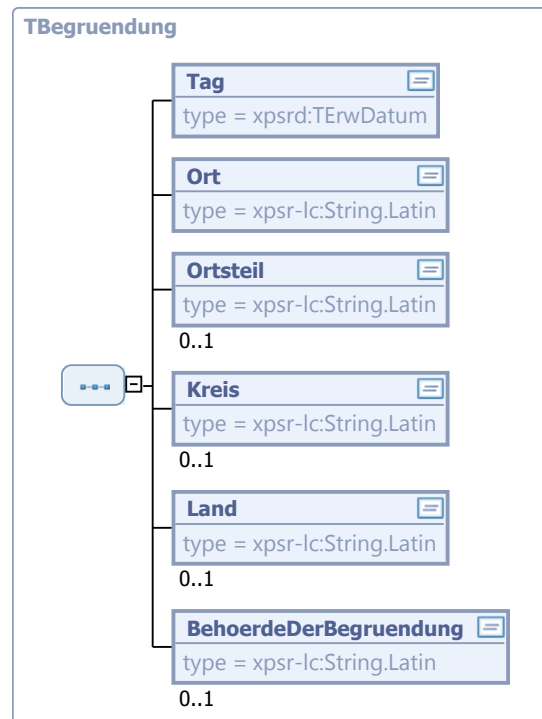 TBegruendung
Tag
type = xpsrd:TErwDatum
Ort
type = xpsr-lc:String.Latin
Ortsteil
type = xpsr-lc:String.Latin
0..1
Kreis
type = xpsr-lc:String.Latin
0..1
Land
type = xpsr-lc:String.Latin
0..1
BehoerdeDerBegruendung
type = xpsr-lc:String.Latin
0..1